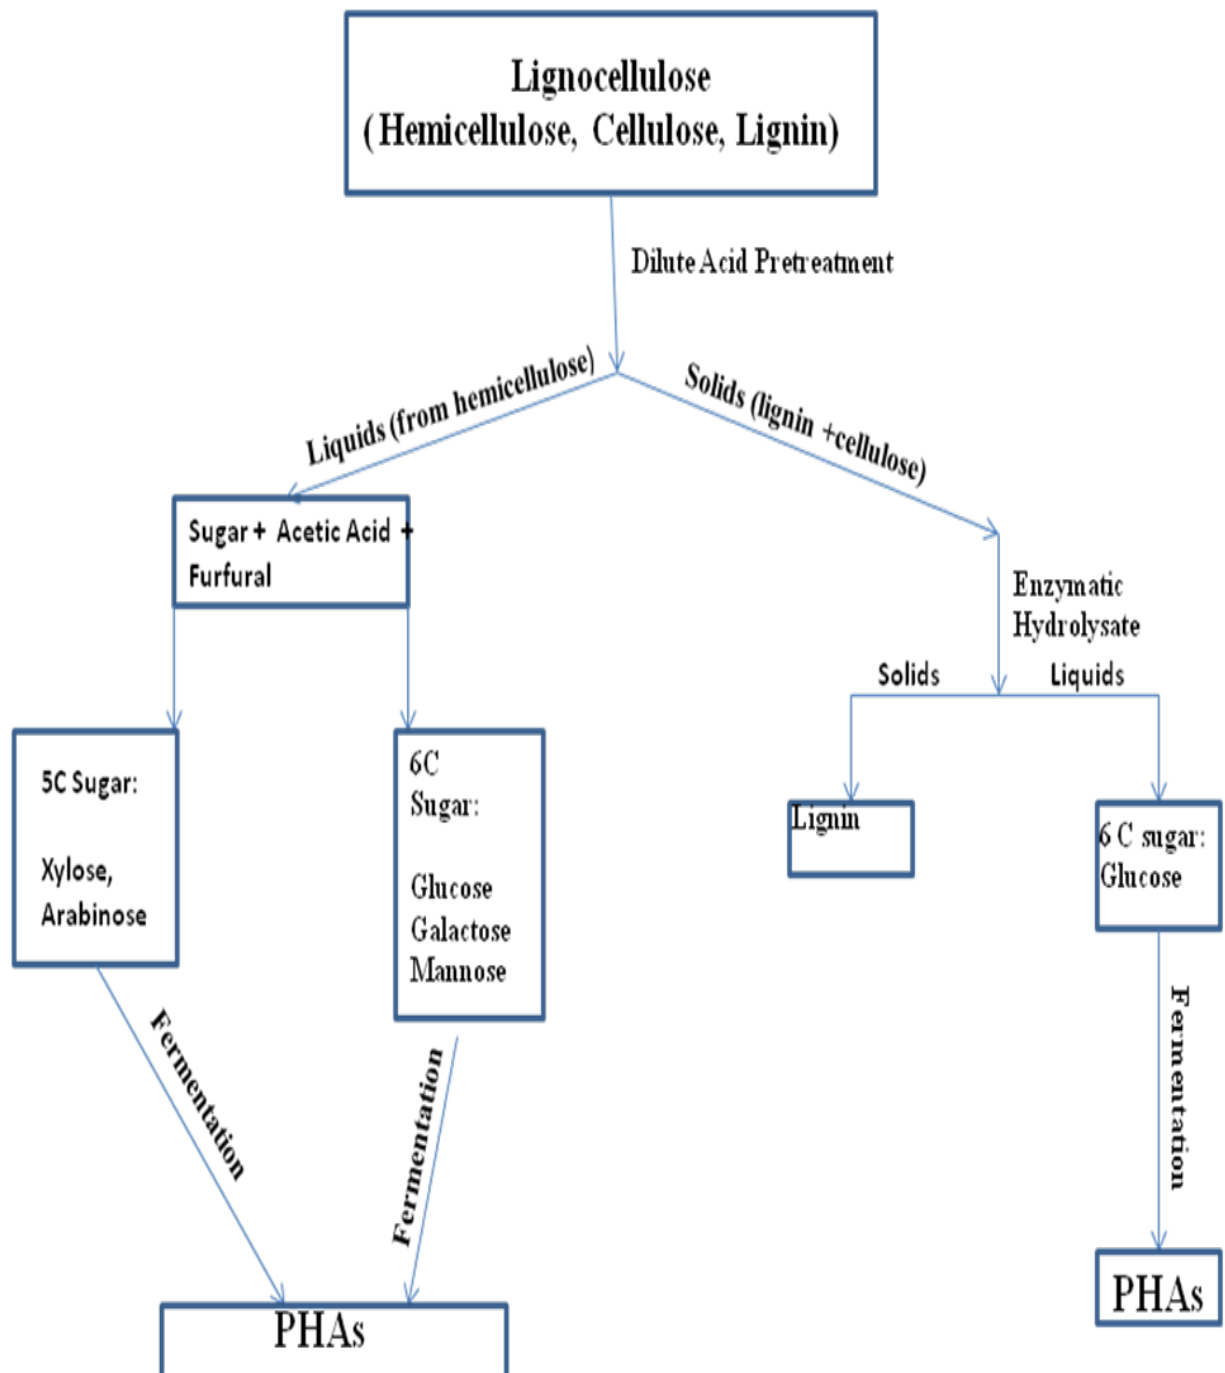 Lignocellulose
(Hemicellulose, Cellulose, Lignin)
Dilute Acid Pretreatment
Liquids (from hemicellulose)
Solids (lignin +cellulose)
Sugar + Acetic Acid +
Furfural
Enzymatic
Hydrolysate
Solids
Liquids
5C Sugar:
Xylose,
Arabinose
6C
Sugar:
Glucose
Galactose
Mannose
Lignin
6 C sugar:
Glucose
Fermentation
Fermentation
Fermentation
PHAs
PHAs